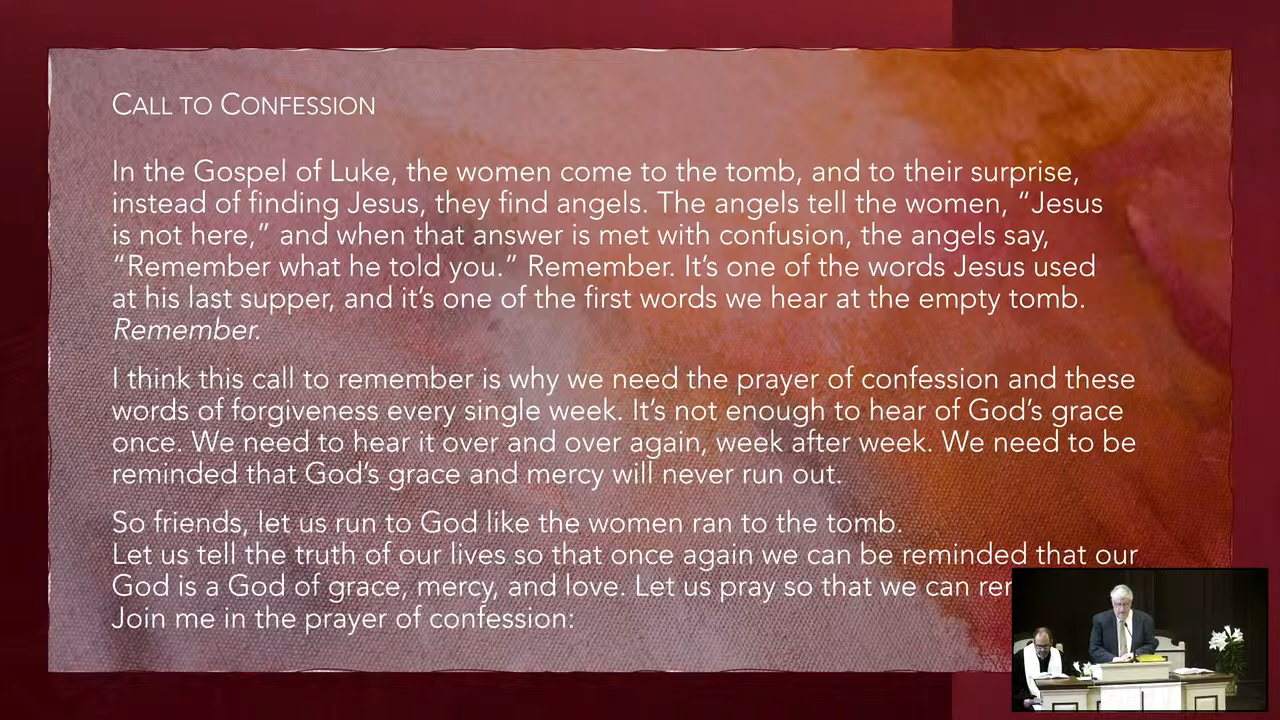 CALL TO CONFESSION
In the Gospel of Luke, the women come to the tomb, and to their surprise,
instead of finding Jesus, they find angels. The angels tell the women, “Jesus
is not here,” and when that answer is met with confusion, the angels say,
“Remember what he told you.” Remember. It’s one of the words Jesus used
at his last supper, and it’s one of the first words we hear at the empty tomb.
Remember.
I think this call to remember is why we need the prayer of confession and these
words of forgiveness every single week. It’s not enough to hear of God’s grace
once. We need to hear it over and over again, week after week. We need to be
reminded that God’s grace and mercy will never run out.
So friends, let us run to God like the women ran to the tomb.
Let us tell the truth of our lives so that once again we can be reminded that our
God is a God of grace, mercy, and love. Let us pray so that we can
Join me in the prayer of confession: